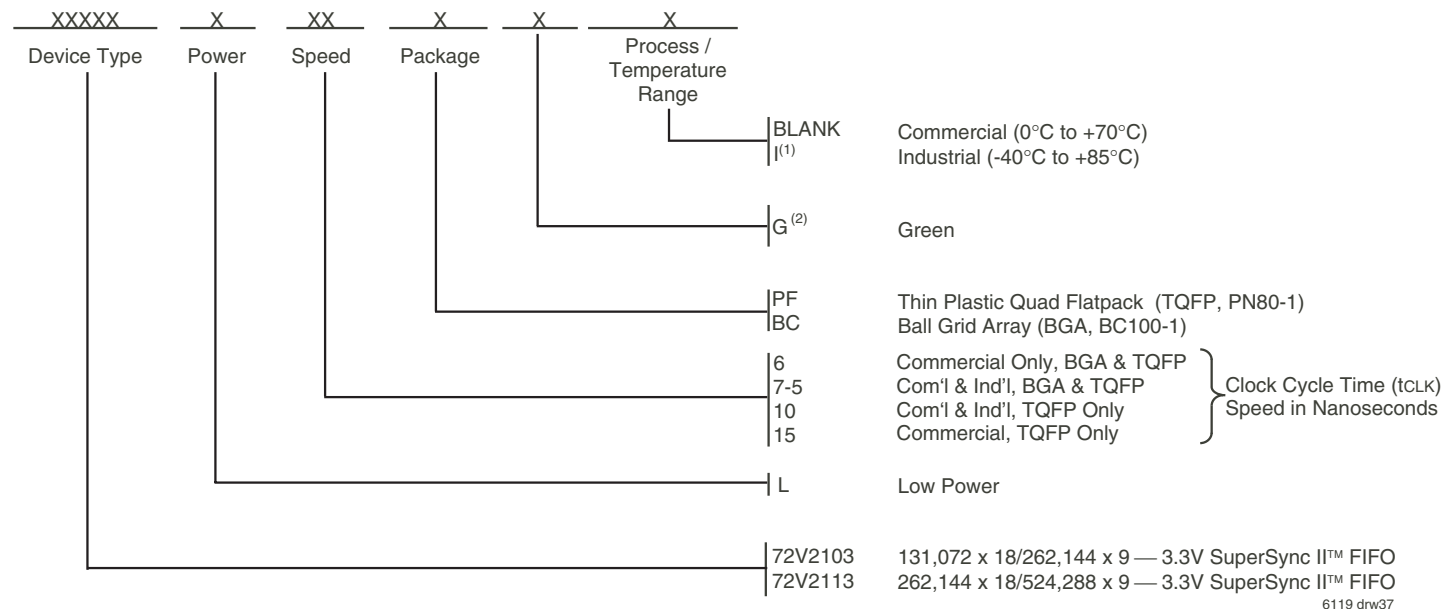 XXXXX X XX X X X
Device Type Power Speed Package Process /
Temperature
Range
BLANK Commercial (0°C to +70°C)
I(1) Industrial (-40°C to +85°C)
G(2) Green
PF Thin Plastic Quad Flatpack (TQFP, PN80-1)
BC Ball Grid Array (BGA, BC100-1)
6 Commercial Only, BGA & TQFP
7-5 Com'l & Ind'l, BGA & TQFP
10 Com'l & Ind'l, TQFP Only
15 Commercial, TQFP Only
Clock Cycle Time (tCLK)
Speed in Nanoseconds
L Low Power
72V2103 131,072 x 18/262,144 x 9 — 3.3V SuperSync II™ FIFO
72V2113 262,144 x 18/524,288 x 9 — 3.3V SuperSync II™ FIFO
6119 drw37